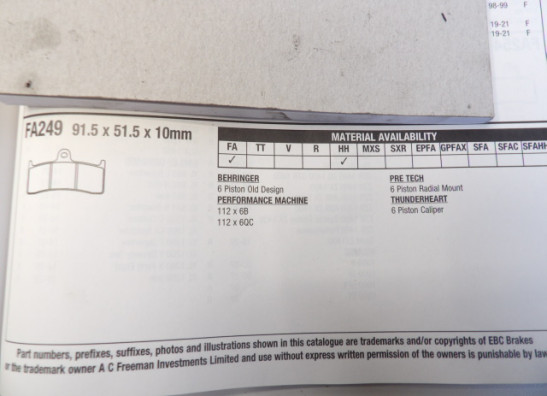 98-99 F
19-21 F
19-21 F
FA249 91.5 x 51.5 x 10mm
MATERIAL AVAILABILITY
FA TT V R HH MXS SXR EPFA GPFAX SFA SFAC SFAHH
✓ ✓
BEHRINGER
6 Piston Old Design
PERFORMANCE MACHINE
112 x 6B
112 x 6QC
PRE TECH
6 Piston Radial Mount
THUNDERHEART
6 Piston Caliper
Part numbers, prefixes, suffixes, photos and illustrations shown in this catalogue are trademarks and/or copyrights of EBC Brakes
or the trademark owner A C Freeman Investments Limited and use without express written permission of the owners is punishable by law